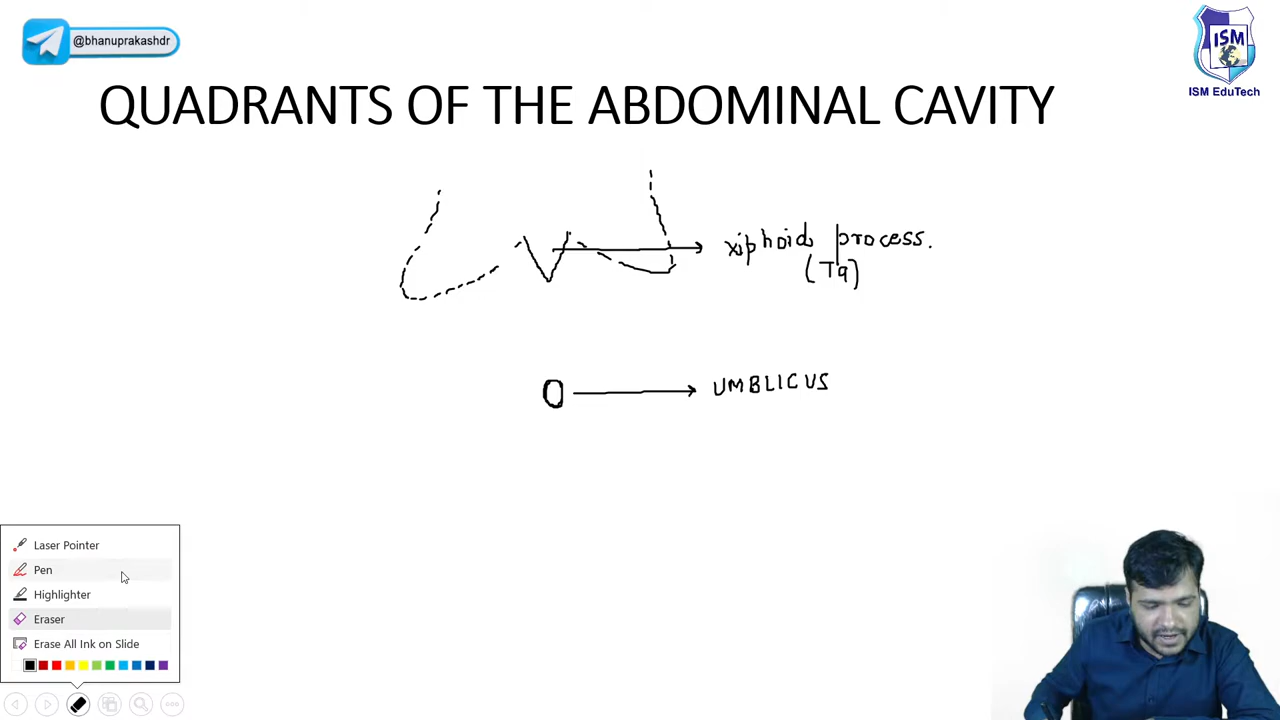 @bhanuprakashdr
ISM
ISM EduTech
QUADRANTS OF THE ABDOMINAL CAVITY
xiphoid process.
(T9)
UMBLICUS
Laser Pointer
Pen
Highlighter
Eraser
Erase All Ink on Slide